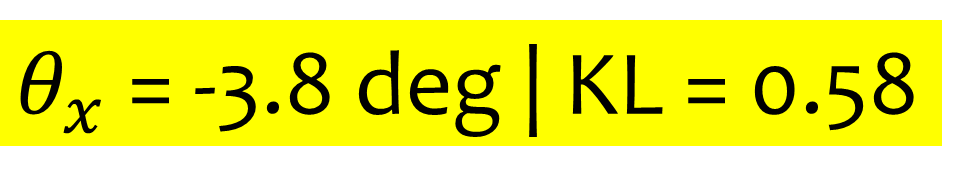 θₓ = -3.8 deg | KL = 0.58